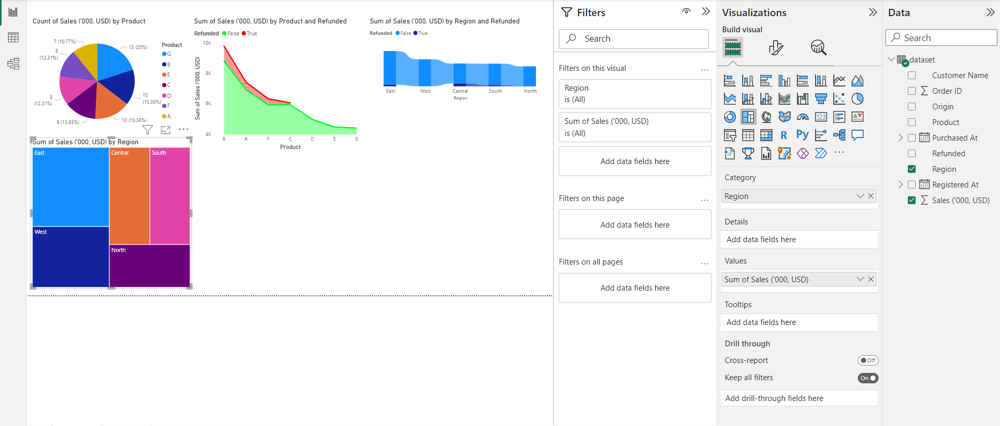 Count of Sales ('000, USD) by Product
7 (10.77%)
8
(12.31%)
8
(12.31%)
9 (13.85%)
10 (15.38%)
10
(15.38%)
13 (20%)
Product
G
B
E
C
D
F
A
Sum of Sales ('000, USD) by Product and Refunded
Refunded False True
Sum of Sales ('000, USD)
10K
8K
6K
4K
B A F C D E G
Product
Sum of Sales ('000, USD) by Region and Refunded
Refunded False True
East West Central South North
Region
Sum of Sales ('000, USD) by Region
East
Central
South
West
North
Filters
Search
Filters on this visual
...
Region
is (All)
Sum of Sales ('000, USD)
is (All)
Add data fields here
Filters on this page
...
Add data fields here
Filters on all pages
...
Add data fields here
Visualizations
Build visual
123
R
Py
...
Category
Region
Details
Add data fields here
Values
Sum of Sales ('000, USD)
Tooltips
Add data fields here
Drill through
Cross-report
Off
Keep all filters
On
Add drill-through fields here
Data
Search
dataset
Customer Name
∑ Order ID
Origin
Product
Purchased At
Refunded
Region
Registered At
∑ Sales ('000, USD)